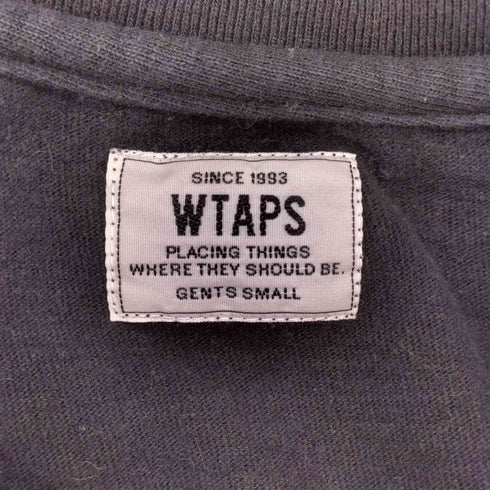 SINCE 1993
WTAPS
PLACING THINGS
WHERE THEY SHOULD BE.
GENTS SMALL